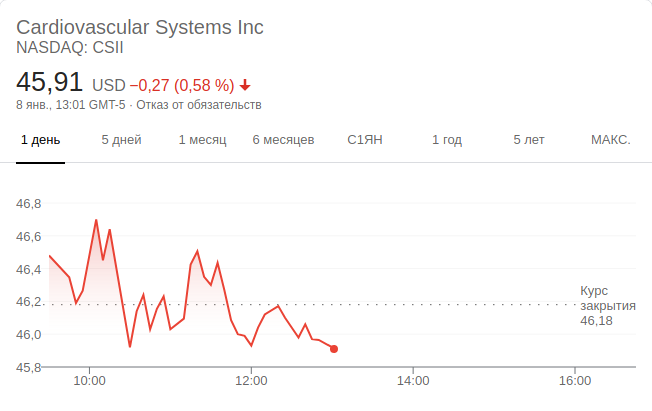 Cardiovascular Systems Inc
NASDAQ: CSII
45,91 USD −0,27 (0,58 %)
8 янв., 13:01 GMT-5 · Отказ от обязательств
1 день 5 дней 1 месяц 6 месяцев С1ЯН 1 год 5 лет МАКС.
46,8
46,6
46,4
46,2
46,0
45,8
Курс
закрытия
46,18
10:00 12:00 14:00 16:00